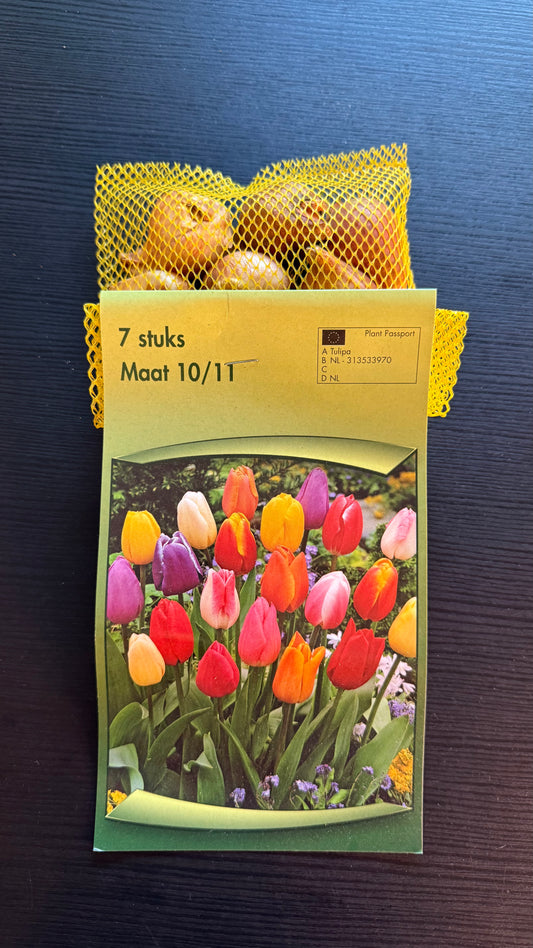 7 stuks
Maat 10/11
Plant Passport
A Tulipa
B NL - 313533970
C
D NL